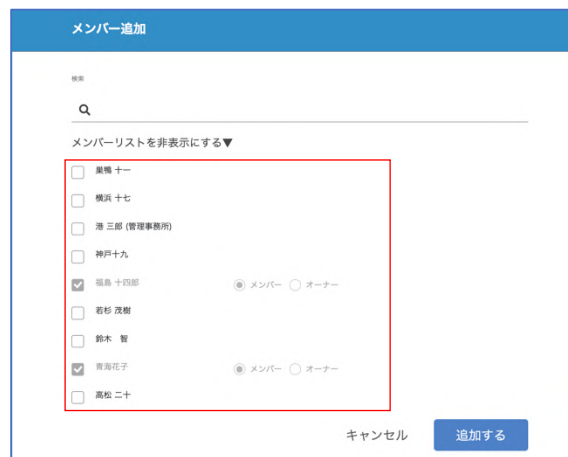 メンバー追加
検索
メンバーリストを非表示にする▼
巣鴨 十一
横浜 十七
港 三郎 (管理事務所)
神戸十九
福島 十四郎 メンバー オーナー
若杉 茂樹
鈴木 智
青海花子 メンバー オーナー
高松 二十
キャンセル 追加する